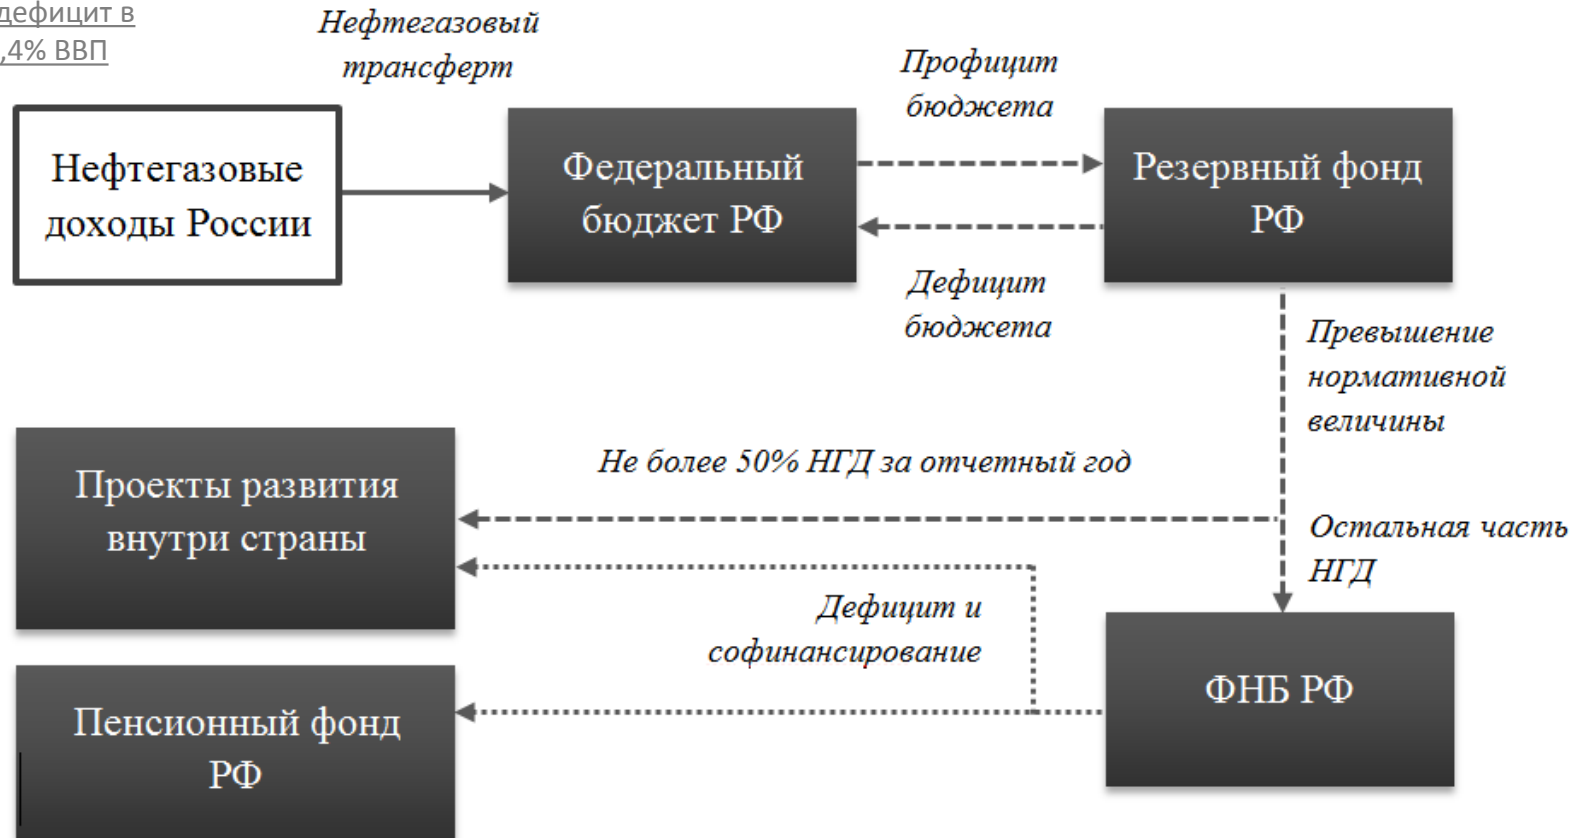 дефицит в
,4% ВВП
Нефтегазовый
трансферт
Профицит
бюджета
Нефтегазовые
доходы России
Федеральный
бюджет РФ
Резервный фонд
РФ
Дефицит
бюджета
Превышение
нормативной
величины
Не более 50% НГД за отчетный год
Проекты развития
внутри страны
Остальная часть
НГД
Дефицит и
софинансирование
ФНБ РФ
Пенсионный фонд
РФ